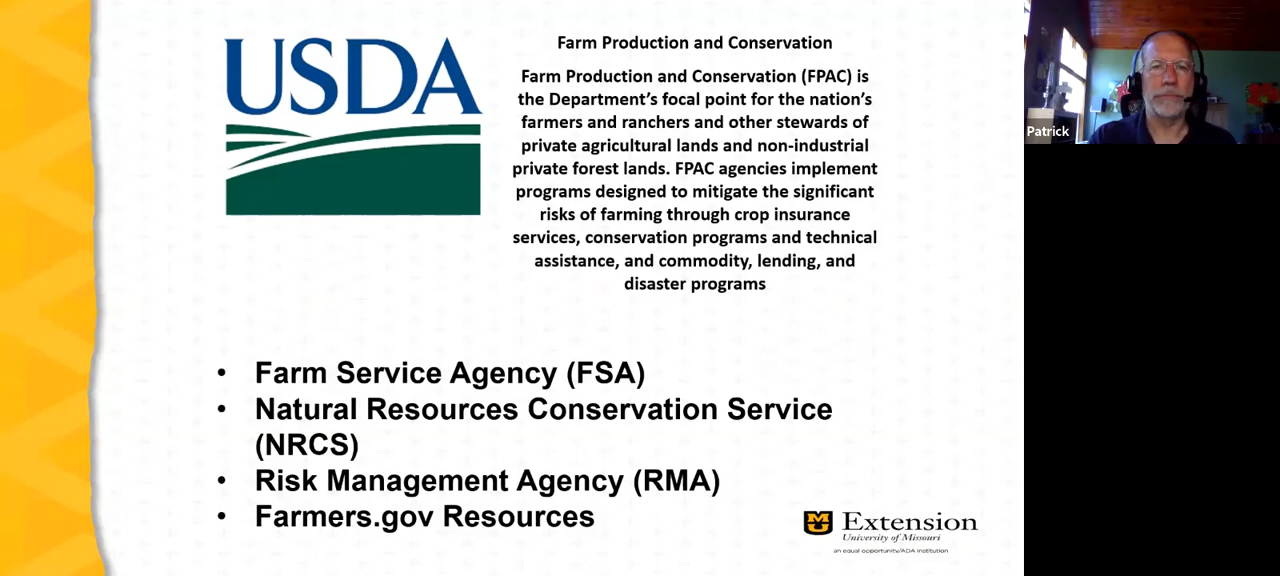 USDA
Farm Production and Conservation
Farm Production and Conservation (FPAC) is
the Department’s focal point for the nation’s
farmers and ranchers and other stewards of
private agricultural lands and non-industrial
private forest lands. FPAC agencies implement
programs designed to mitigate the significant
risks of farming through crop insurance
services, conservation programs and technical
assistance, and commodity, lending, and
disaster programs
• Farm Service Agency (FSA)
• Natural Resources Conservation Service
(NRCS)
• Risk Management Agency (RMA)
• Farmers.gov Resources
MU Extension
University of Missouri
an equal opportunity/ADA institution
Patrick